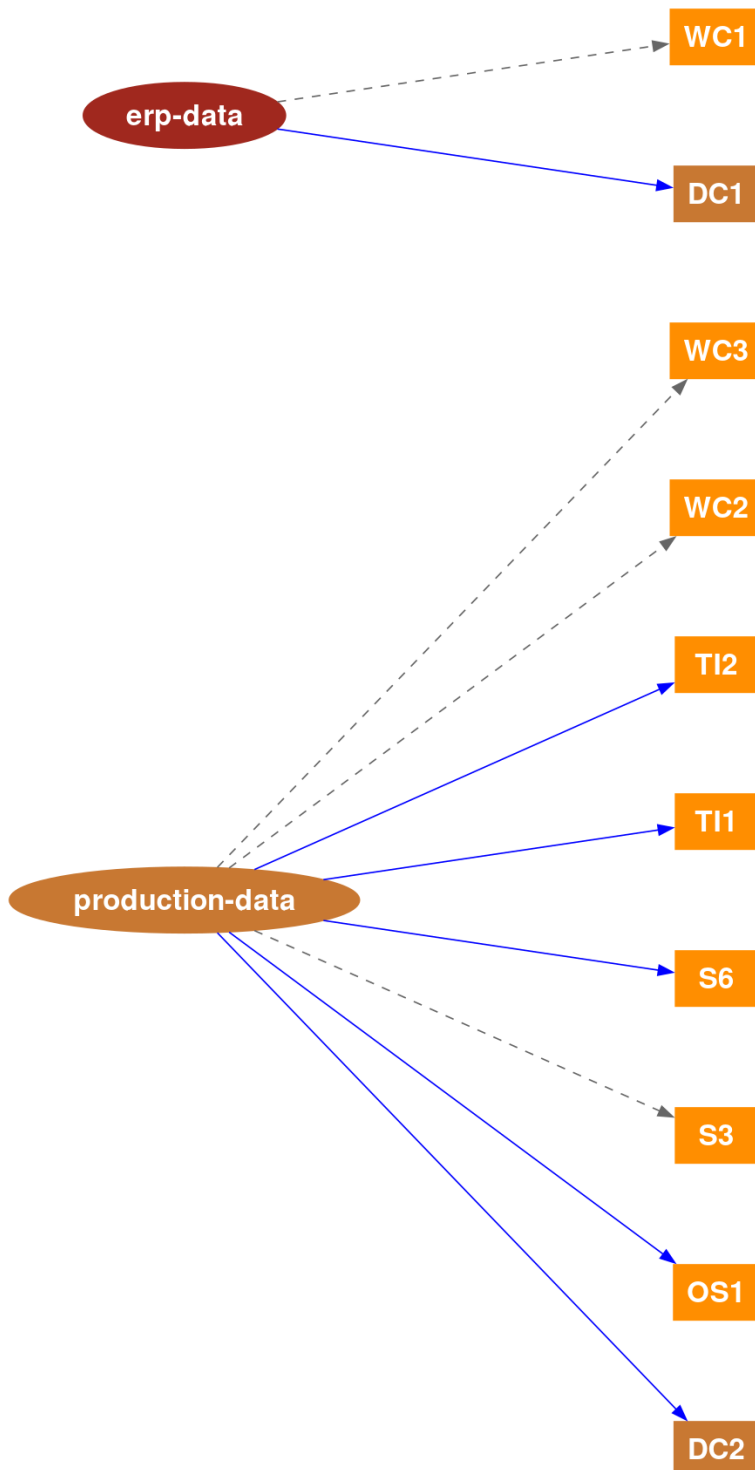 WC1
erp-data
DC1
WC3
WC2
TI2
TI1
production-data
S6
S3
OS1
DC2